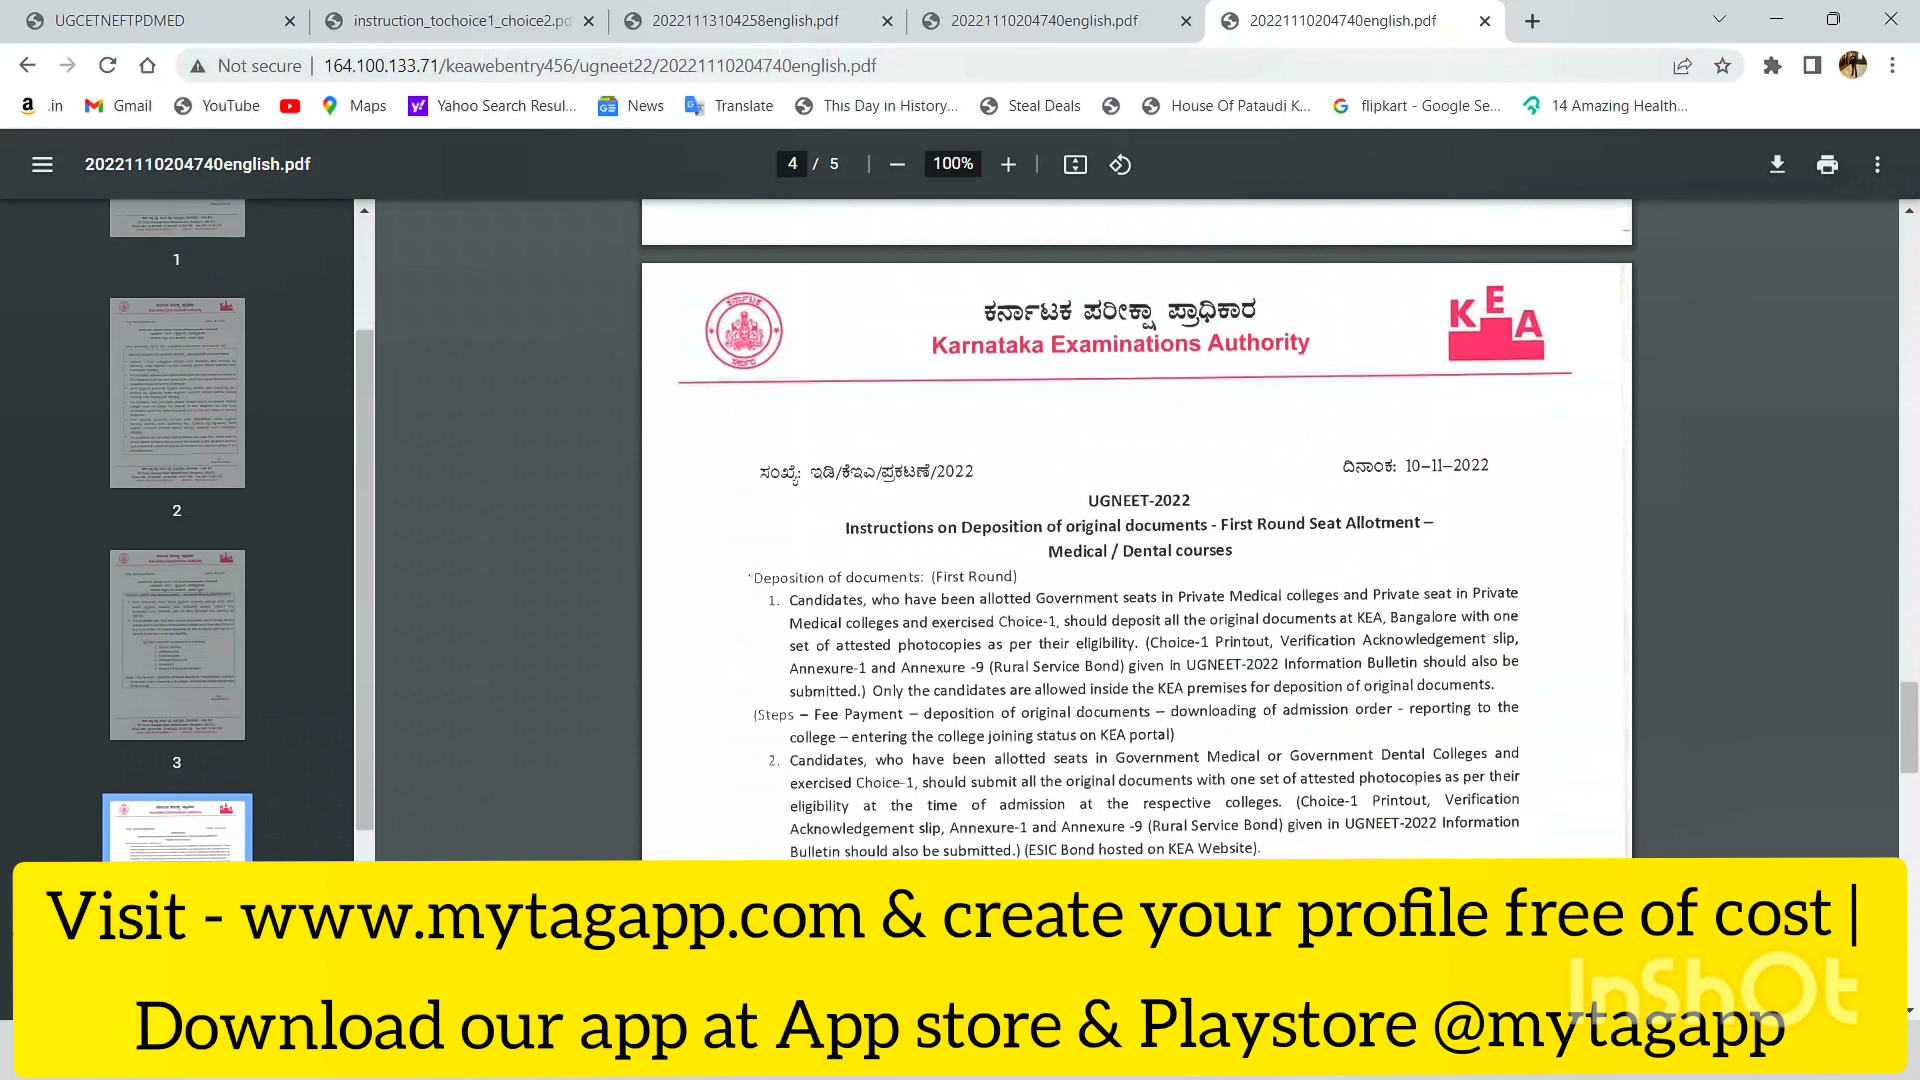 UGCETNEFTPDMED
instruction_tochoice1_choice2.pd
20221113104258english.pdf
20221110204740english.pdf
20221110204740english.pdf
Not secure
164.100.133.71/keawebentry456/ugneet22/20221110204740english.pdf
.in
Gmail
YouTube
Maps
Yahoo Search Resul...
News
Translate
This Day in History...
Steal Deals
House Of Pataudi K...
flipkart - Google Se...
14 Amazing Health...
20221110204740english.pdf
4 / 5
100%
1
2
3
ಕರ್ನಾಟಕ ಪರೀಕ್ಷಾ ಪ್ರಾಧಿಕಾರ
Karnataka Examinations Authority
KEA
ಸಂಖ್ಯೆ: ಇಡಿ/ಕೆಇಎ/ಪ್ರಕಟಣೆ/2022
ದಿನಾಂಕ: 10-11-2022
UGNEET-2022
Instructions on Deposition of original documents - First Round Seat Allotment –
Medical / Dental courses
Deposition of documents: (First Round)
1. Candidates, who have been allotted Government seats in Private Medical colleges and Private seat in Private
Medical colleges and exercised Choice-1, should deposit all the original documents at KEA, Bangalore with one
set of attested photocopies as per their eligibility. (Choice-1 Printout, Verification Acknowledgement slip,
Annexure-1 and Annexure -9 (Rural Service Bond) given in UGNEET-2022 Information Bulletin should also be
submitted.) Only the candidates are allowed inside the KEA premises for deposition of original documents.
(Steps – Fee Payment – deposition of original documents – downloading of admission order - reporting to the
college – entering the college joining status on KEA portal)
2. Candidates, who have been allotted seats in Government Medical or Government Dental Colleges and
exercised Choice-1, should submit all the original documents with one set of attested photocopies as per their
eligibility at the time of admission at the respective colleges. (Choice-1 Printout, Verification
Acknowledgement slip, Annexure-1 and Annexure -9 (Rural Service Bond) given in UGNEET-2022 Information
Bulletin should also be submitted.) (ESIC Bond hosted on KEA Website).
Visit - www.mytagapp.com & create your profile free of cost |
Download our app at App store & Playstore @mytagapp
InShOt